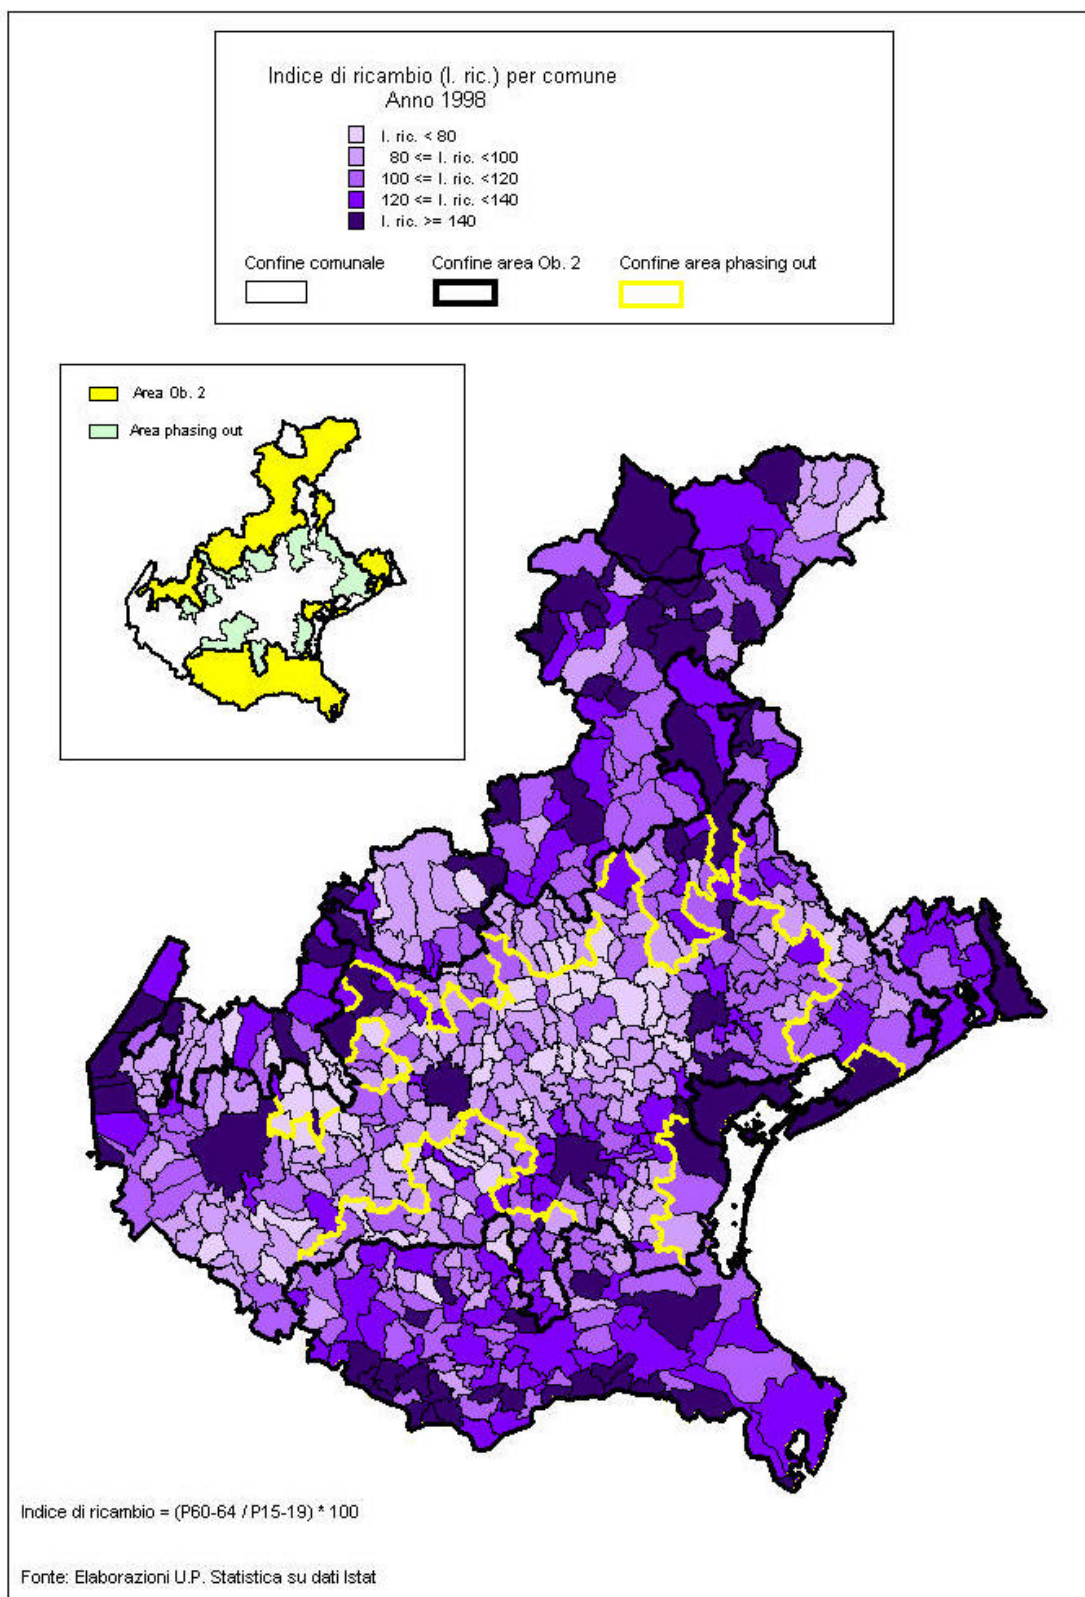 Indice di ricambio (I. ric.) per comune
Anno 1998
I. ric. < 80
80 <= I. ric. <100
100 <= I. ric. <120
120 <= I. ric. <140
I. ric. >= 140
Confine comunale
Confine area Ob. 2
Confine area phasing out
Area Ob. 2
Area phasing out
Indice di ricambio = (P60-64 / P15-19) * 100
Fonte: Elaborazioni U.P. Statistica su dati Istat